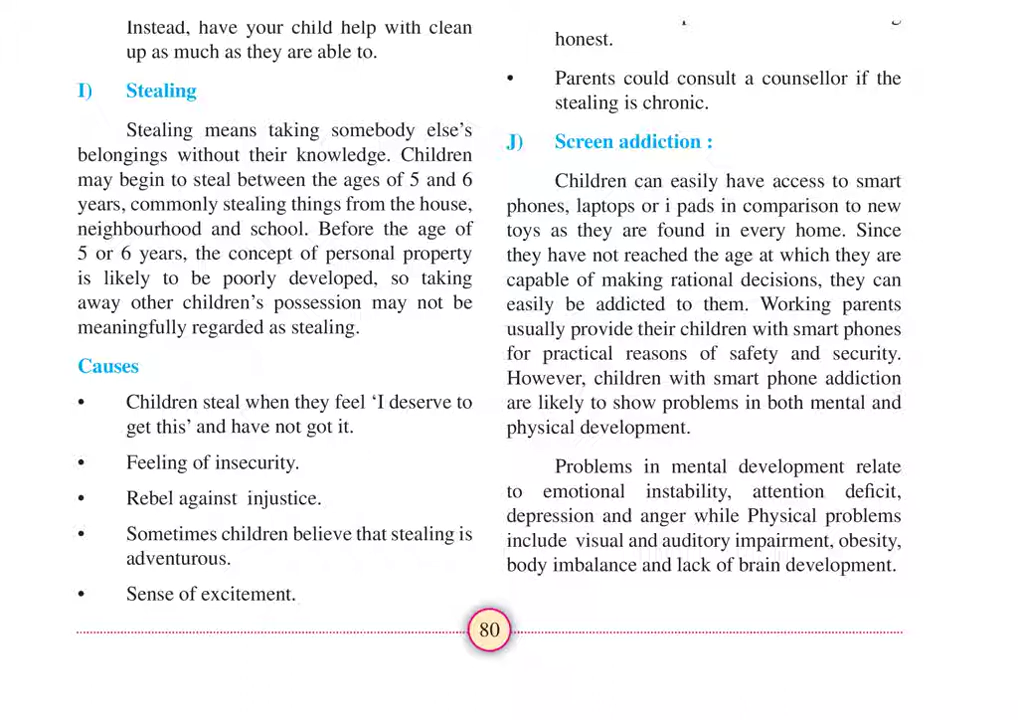 Instead, have your child help with clean
up as much as they are able to.
I) Stealing
Stealing means taking somebody else's
belongings without their knowledge. Children
may begin to steal between the ages of 5 and 6
years, commonly stealing things from the house,
neighbourhood and school. Before the age of
5 or 6 years, the concept of personal property
is likely to be poorly developed, so taking
away other children's possession may not be
meaningfully regarded as stealing.
Causes
• Children steal when they feel 'I deserve to
get this' and have not got it.
• Feeling of insecurity.
• Rebel against injustice.
• Sometimes children believe that stealing is
adventurous.
• Sense of excitement.
honest.
• Parents could consult a counsellor if the
stealing is chronic.
J) Screen addiction :
Children can easily have access to smart
phones, laptops or i pads in comparison to new
toys as they are found in every home. Since
they have not reached the age at which they are
capable of making rational decisions, they can
easily be addicted to them. Working parents
usually provide their children with smart phones
for practical reasons of safety and security.
However, children with smart phone addiction
are likely to show problems in both mental and
physical development.
Problems in mental development relate
to emotional instability, attention deficit,
depression and anger while Physical problems
include visual and auditory impairment, obesity,
body imbalance and lack of brain development.
80